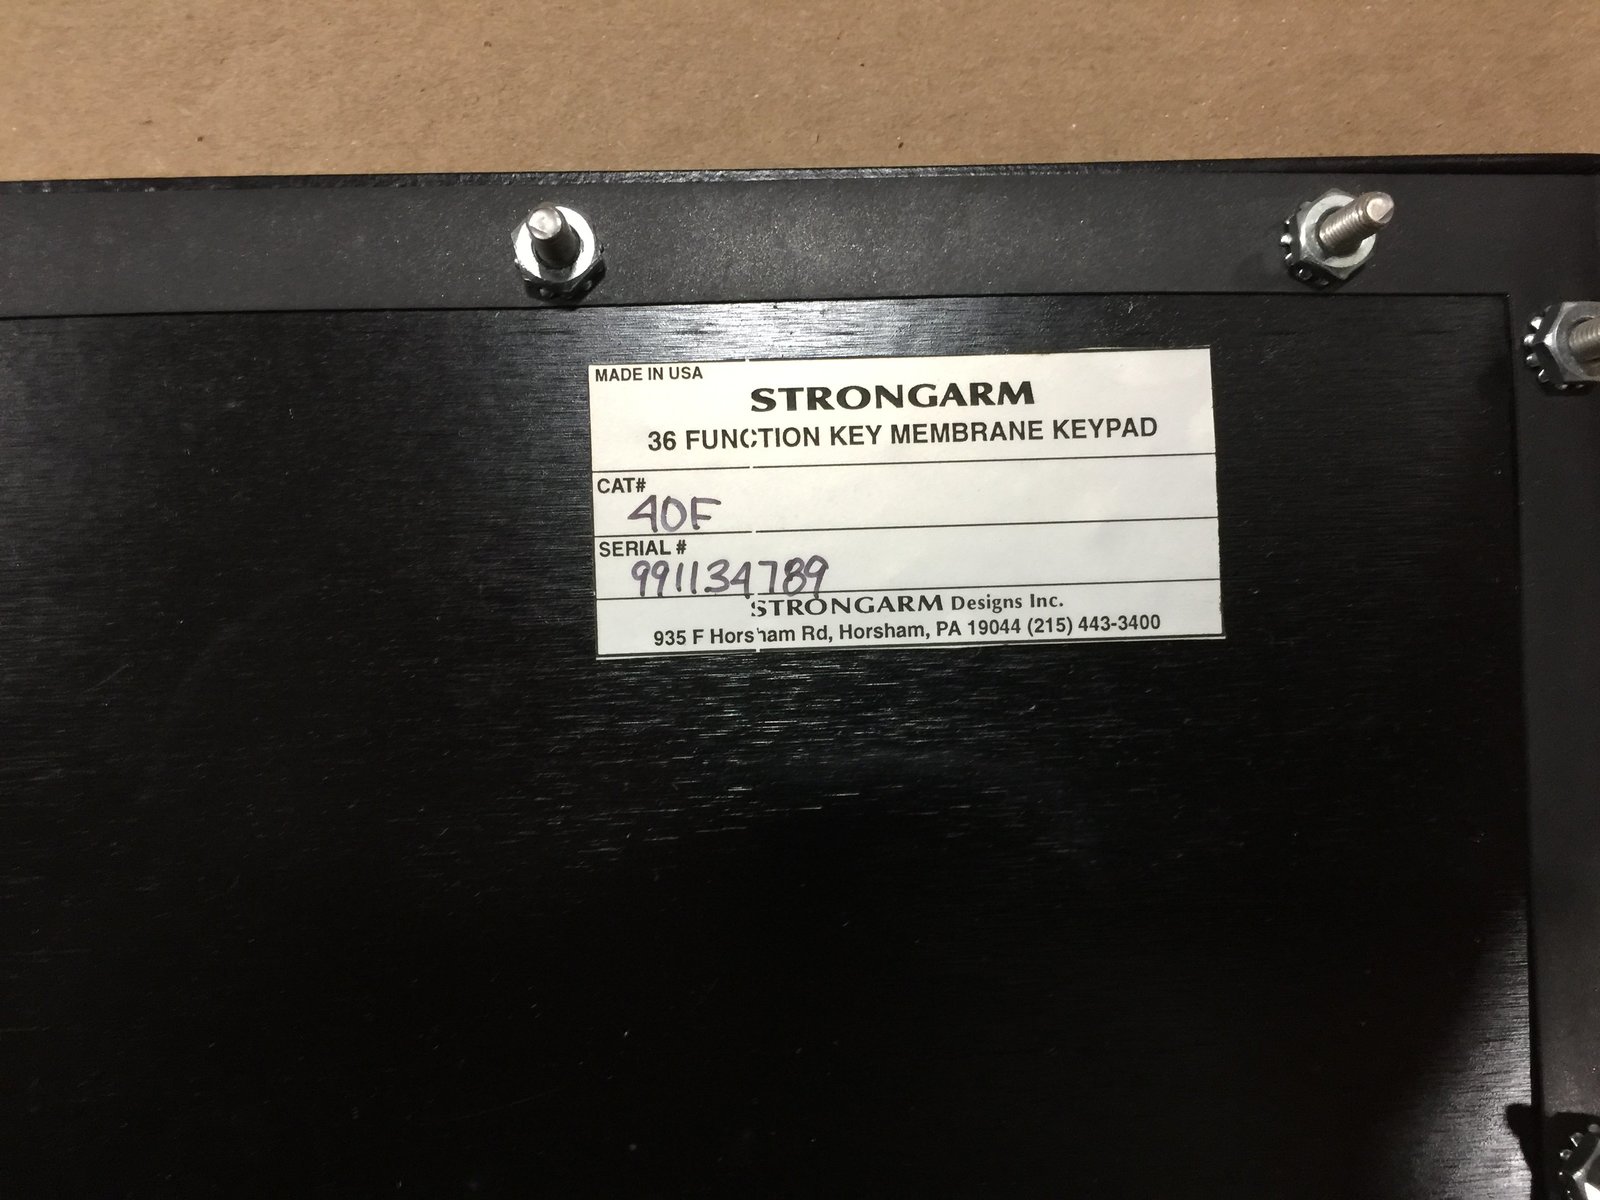 MADE IN USA
STRONGARM
36 FUNCTION KEY MEMBRANE KEYPAD
CAT#
40F
SERIAL #
991134789
STRONGARM Designs Inc.
935 F Horsham Rd, Horsham, PA 19044 (215) 443-3400